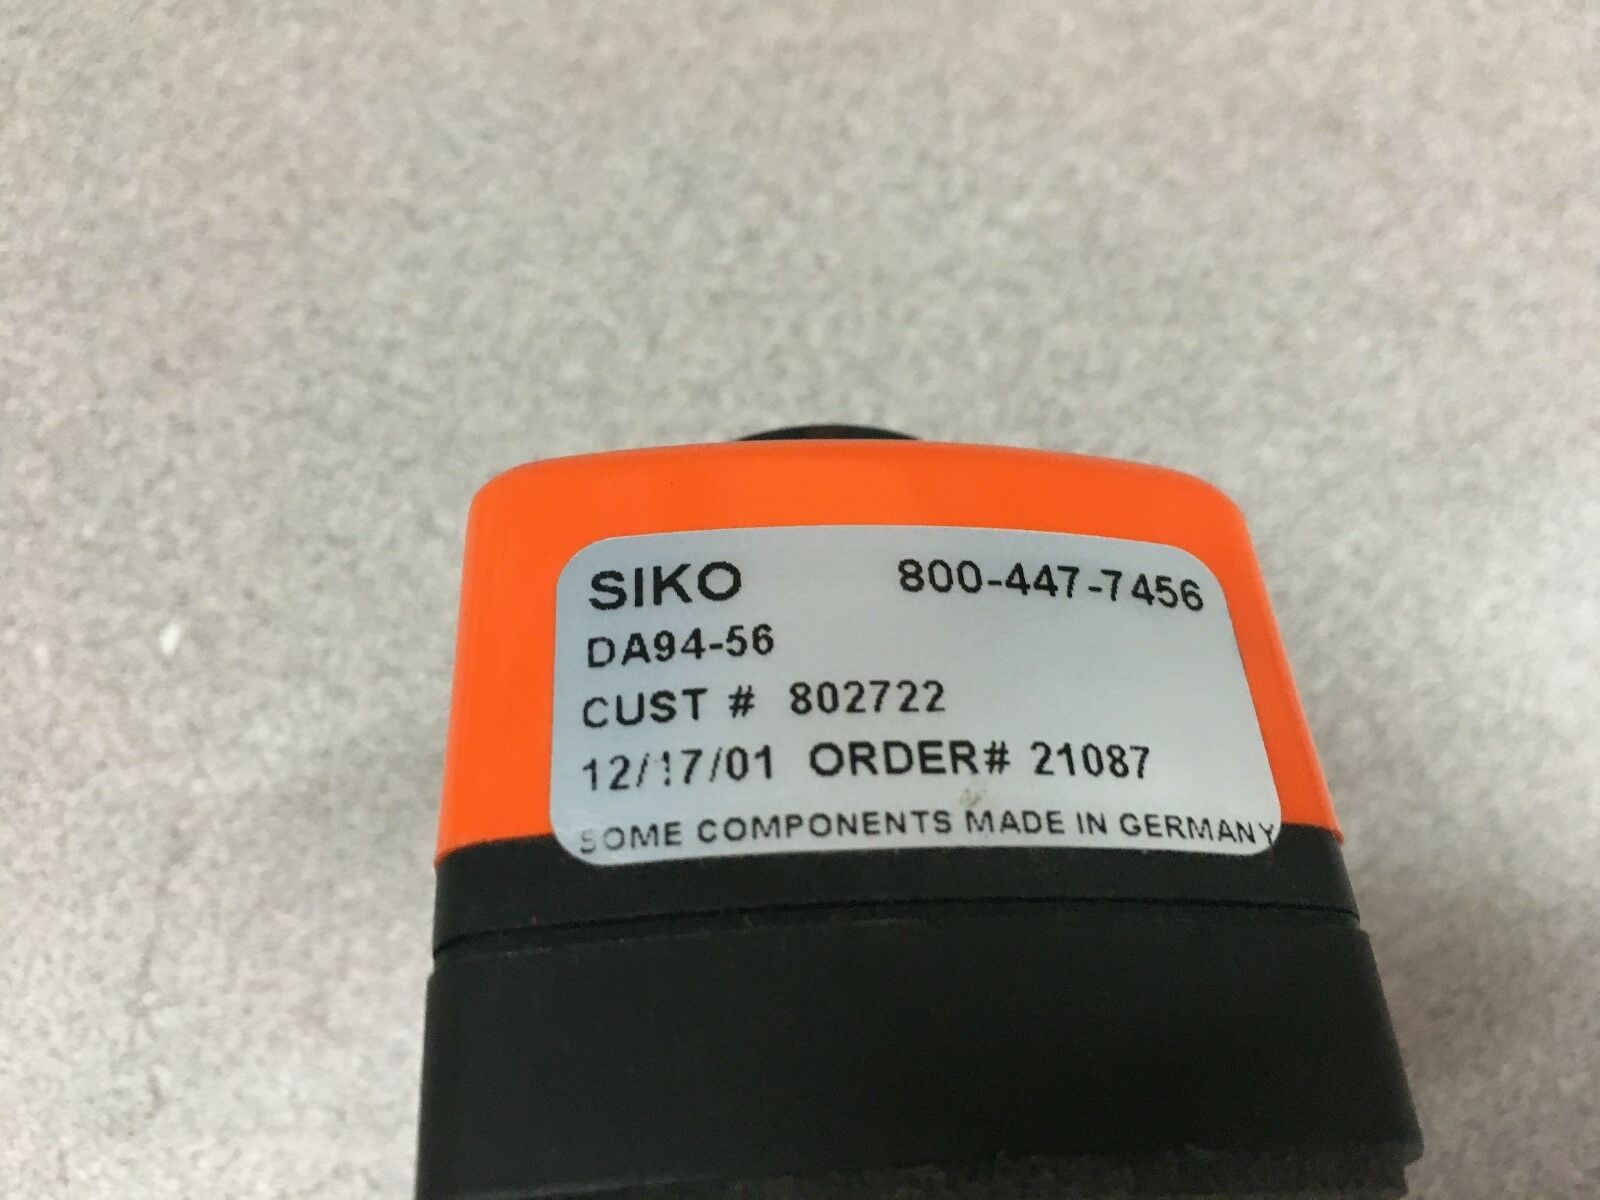 SIKO 800-447-7456
DA94-56
CUST # 802722
12/17/01 ORDER# 21087
SOME COMPONENTS MADE IN GERMANY